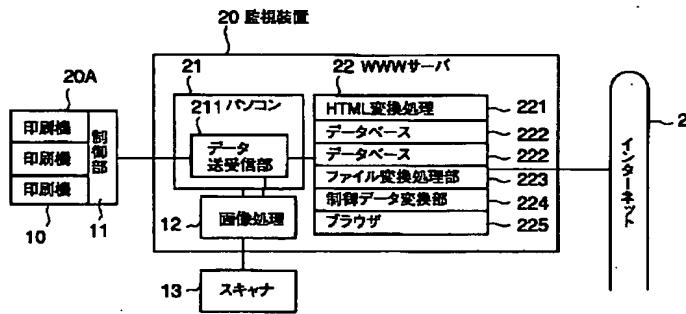 20 監視装置
21
22 WWWサーバ
20A
211 パソコン
印刷機
印刷機
印刷機
制御部
データ
送受信部
HTML変換処理
221
データベース
222
データベース
222
ファイル変換処理部
223
制御データ変換部
224
ブラウザ
225
インターネット
2
10
11
12
画像処理
13
スキャナ